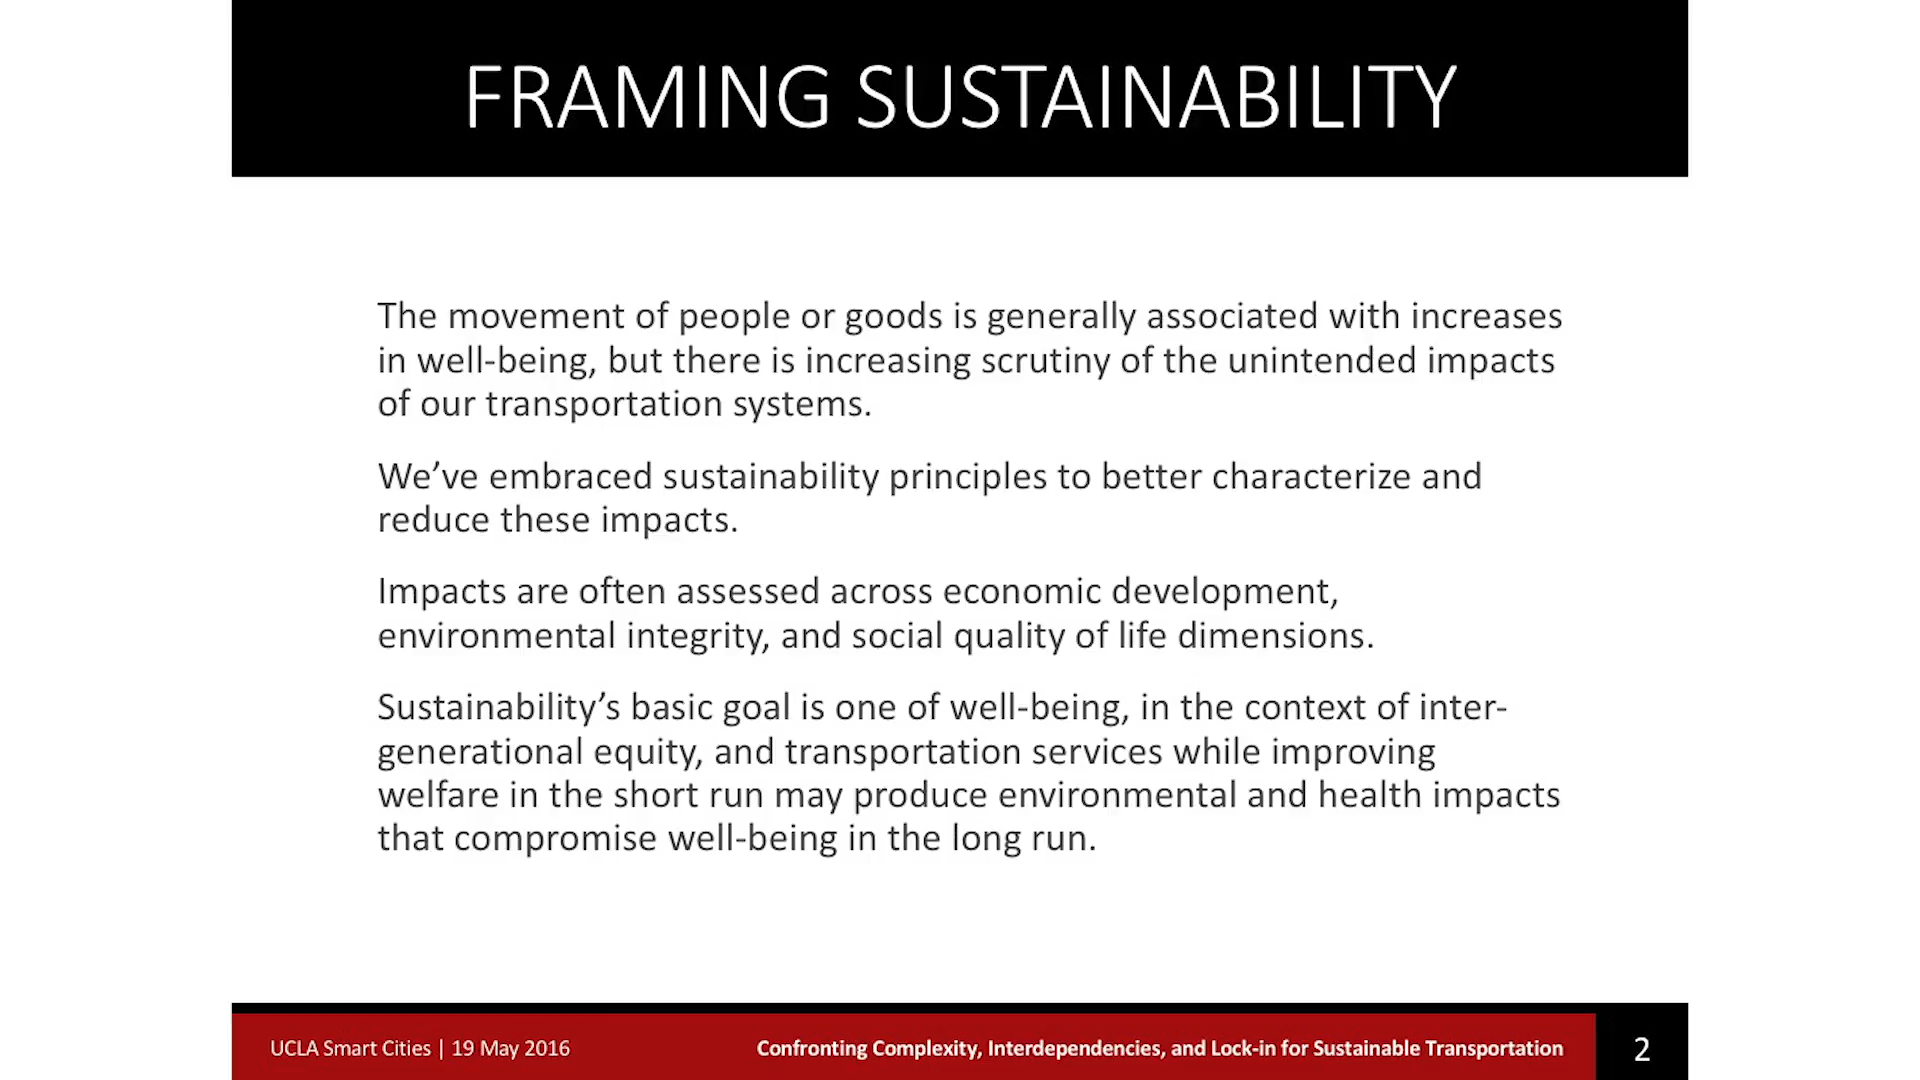 FRAMING SUSTAINABILITY
The movement of people or goods is generally associated with increases
in well-being, but there is increasing scrutiny of the unintended impacts
of our transportation systems.
We’ve embraced sustainability principles to better characterize and
reduce these impacts.
Impacts are often assessed across economic development,
environmental integrity, and social quality of life dimensions.
Sustainability’s basic goal is one of well-being, in the context of inter-
generational equity, and transportation services while improving
welfare in the short run may produce environmental and health impacts
that compromise well-being in the long run.
UCLA Smart Cities | 19 May 2016
Confronting Complexity, Interdependencies, and Lock-in for Sustainable Transportation
2